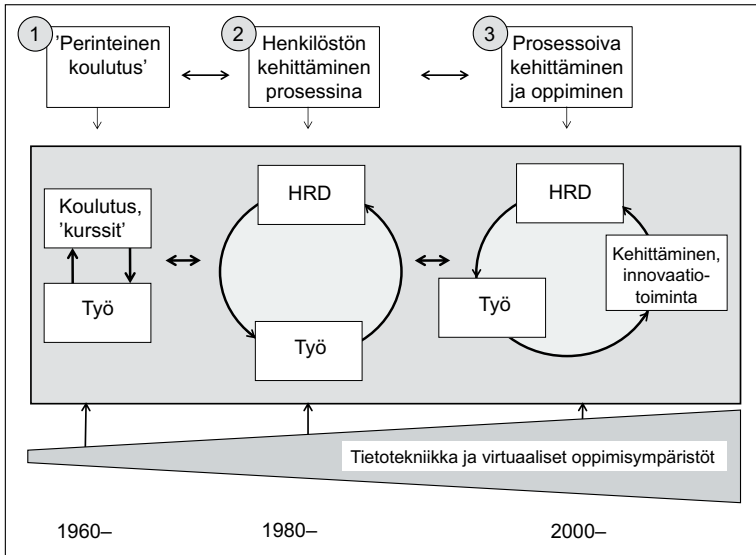 1
'Perinteinen
koulutus'
2
Henkilöstön
kehittäminen
prosessina
3
Prosessoiva
kehittäminen
ja oppiminen
Koulutus,
'kurssit'
Työ
HRD
Työ
HRD
Työ
Kehittäminen,
innovaatio-
toiminta
Tietotekniikka ja virtuaaliset oppimisympäristöt
1960–
1980–
2000–